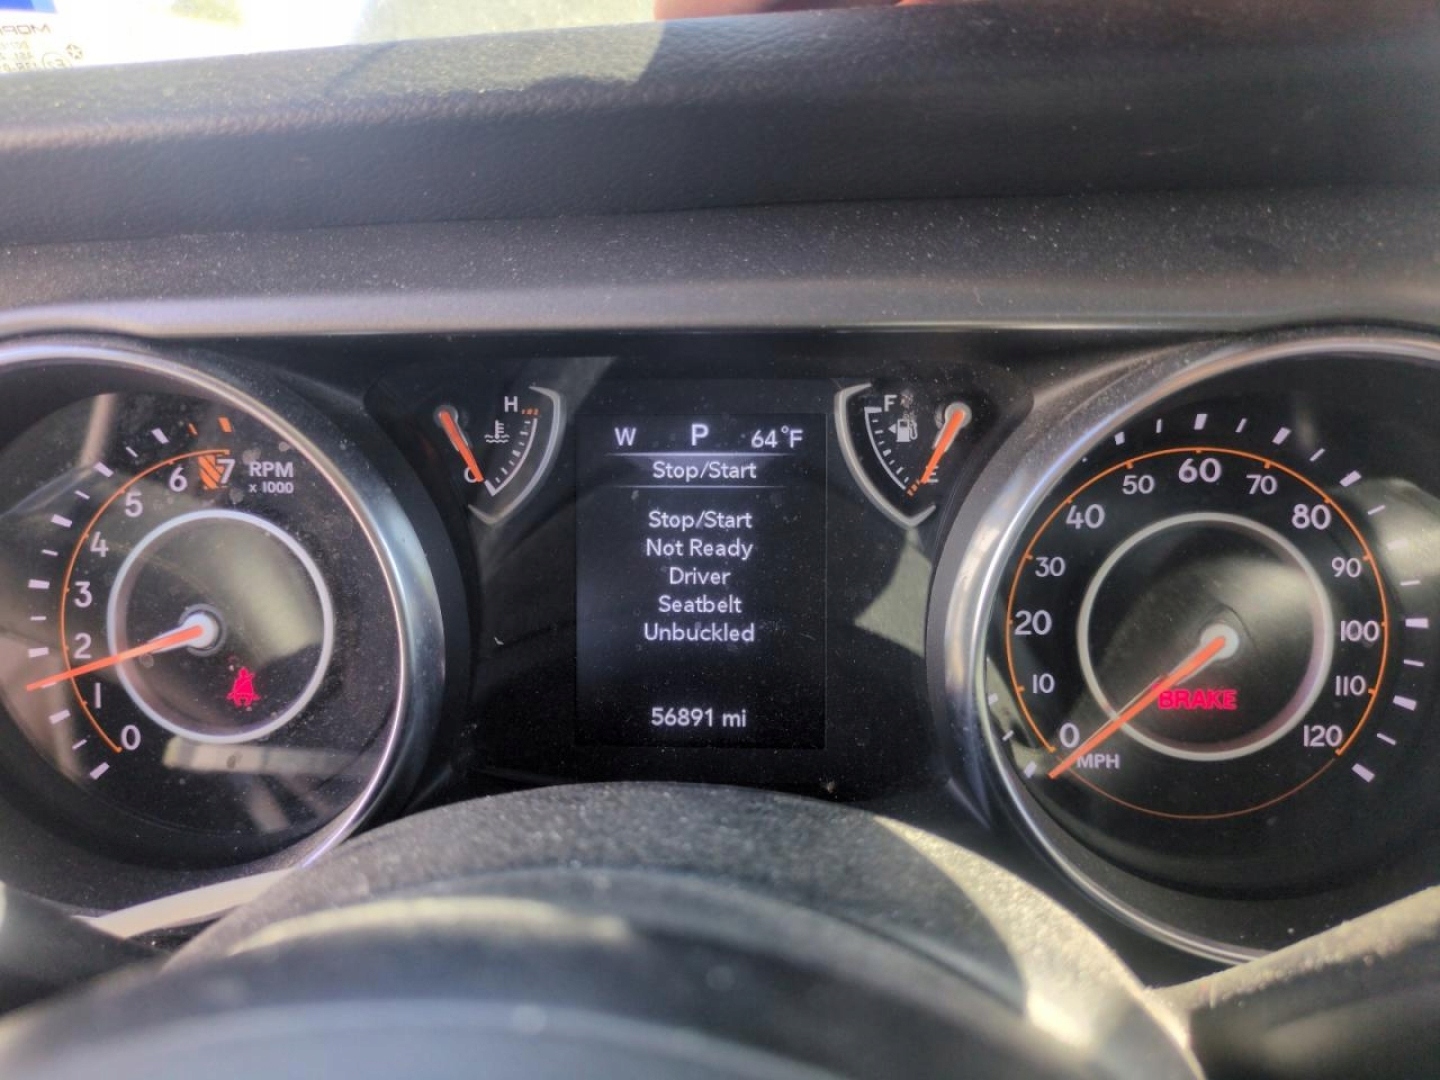 W P 64°F
Stop/Start
Stop/Start
Not Ready
Driver
Seatbelt
Unbuckled
56891 mi
H
C
F
E
0
1
2
3
4
5
6
7
RPM
x 1000
0
10
20
30
40
50
60
70
80
90
100
110
120
MPH
BRAKE